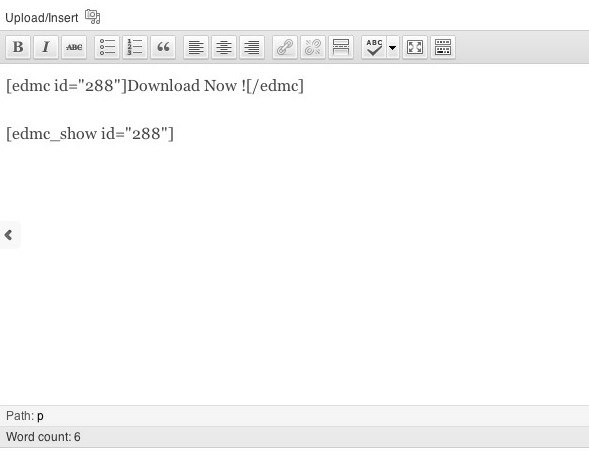 Upload/Insert
B I ABC ABC
[edmc id="288"]Download Now ![/edmc]
[edmc_show id="288"]
Path: p
Word count: 6